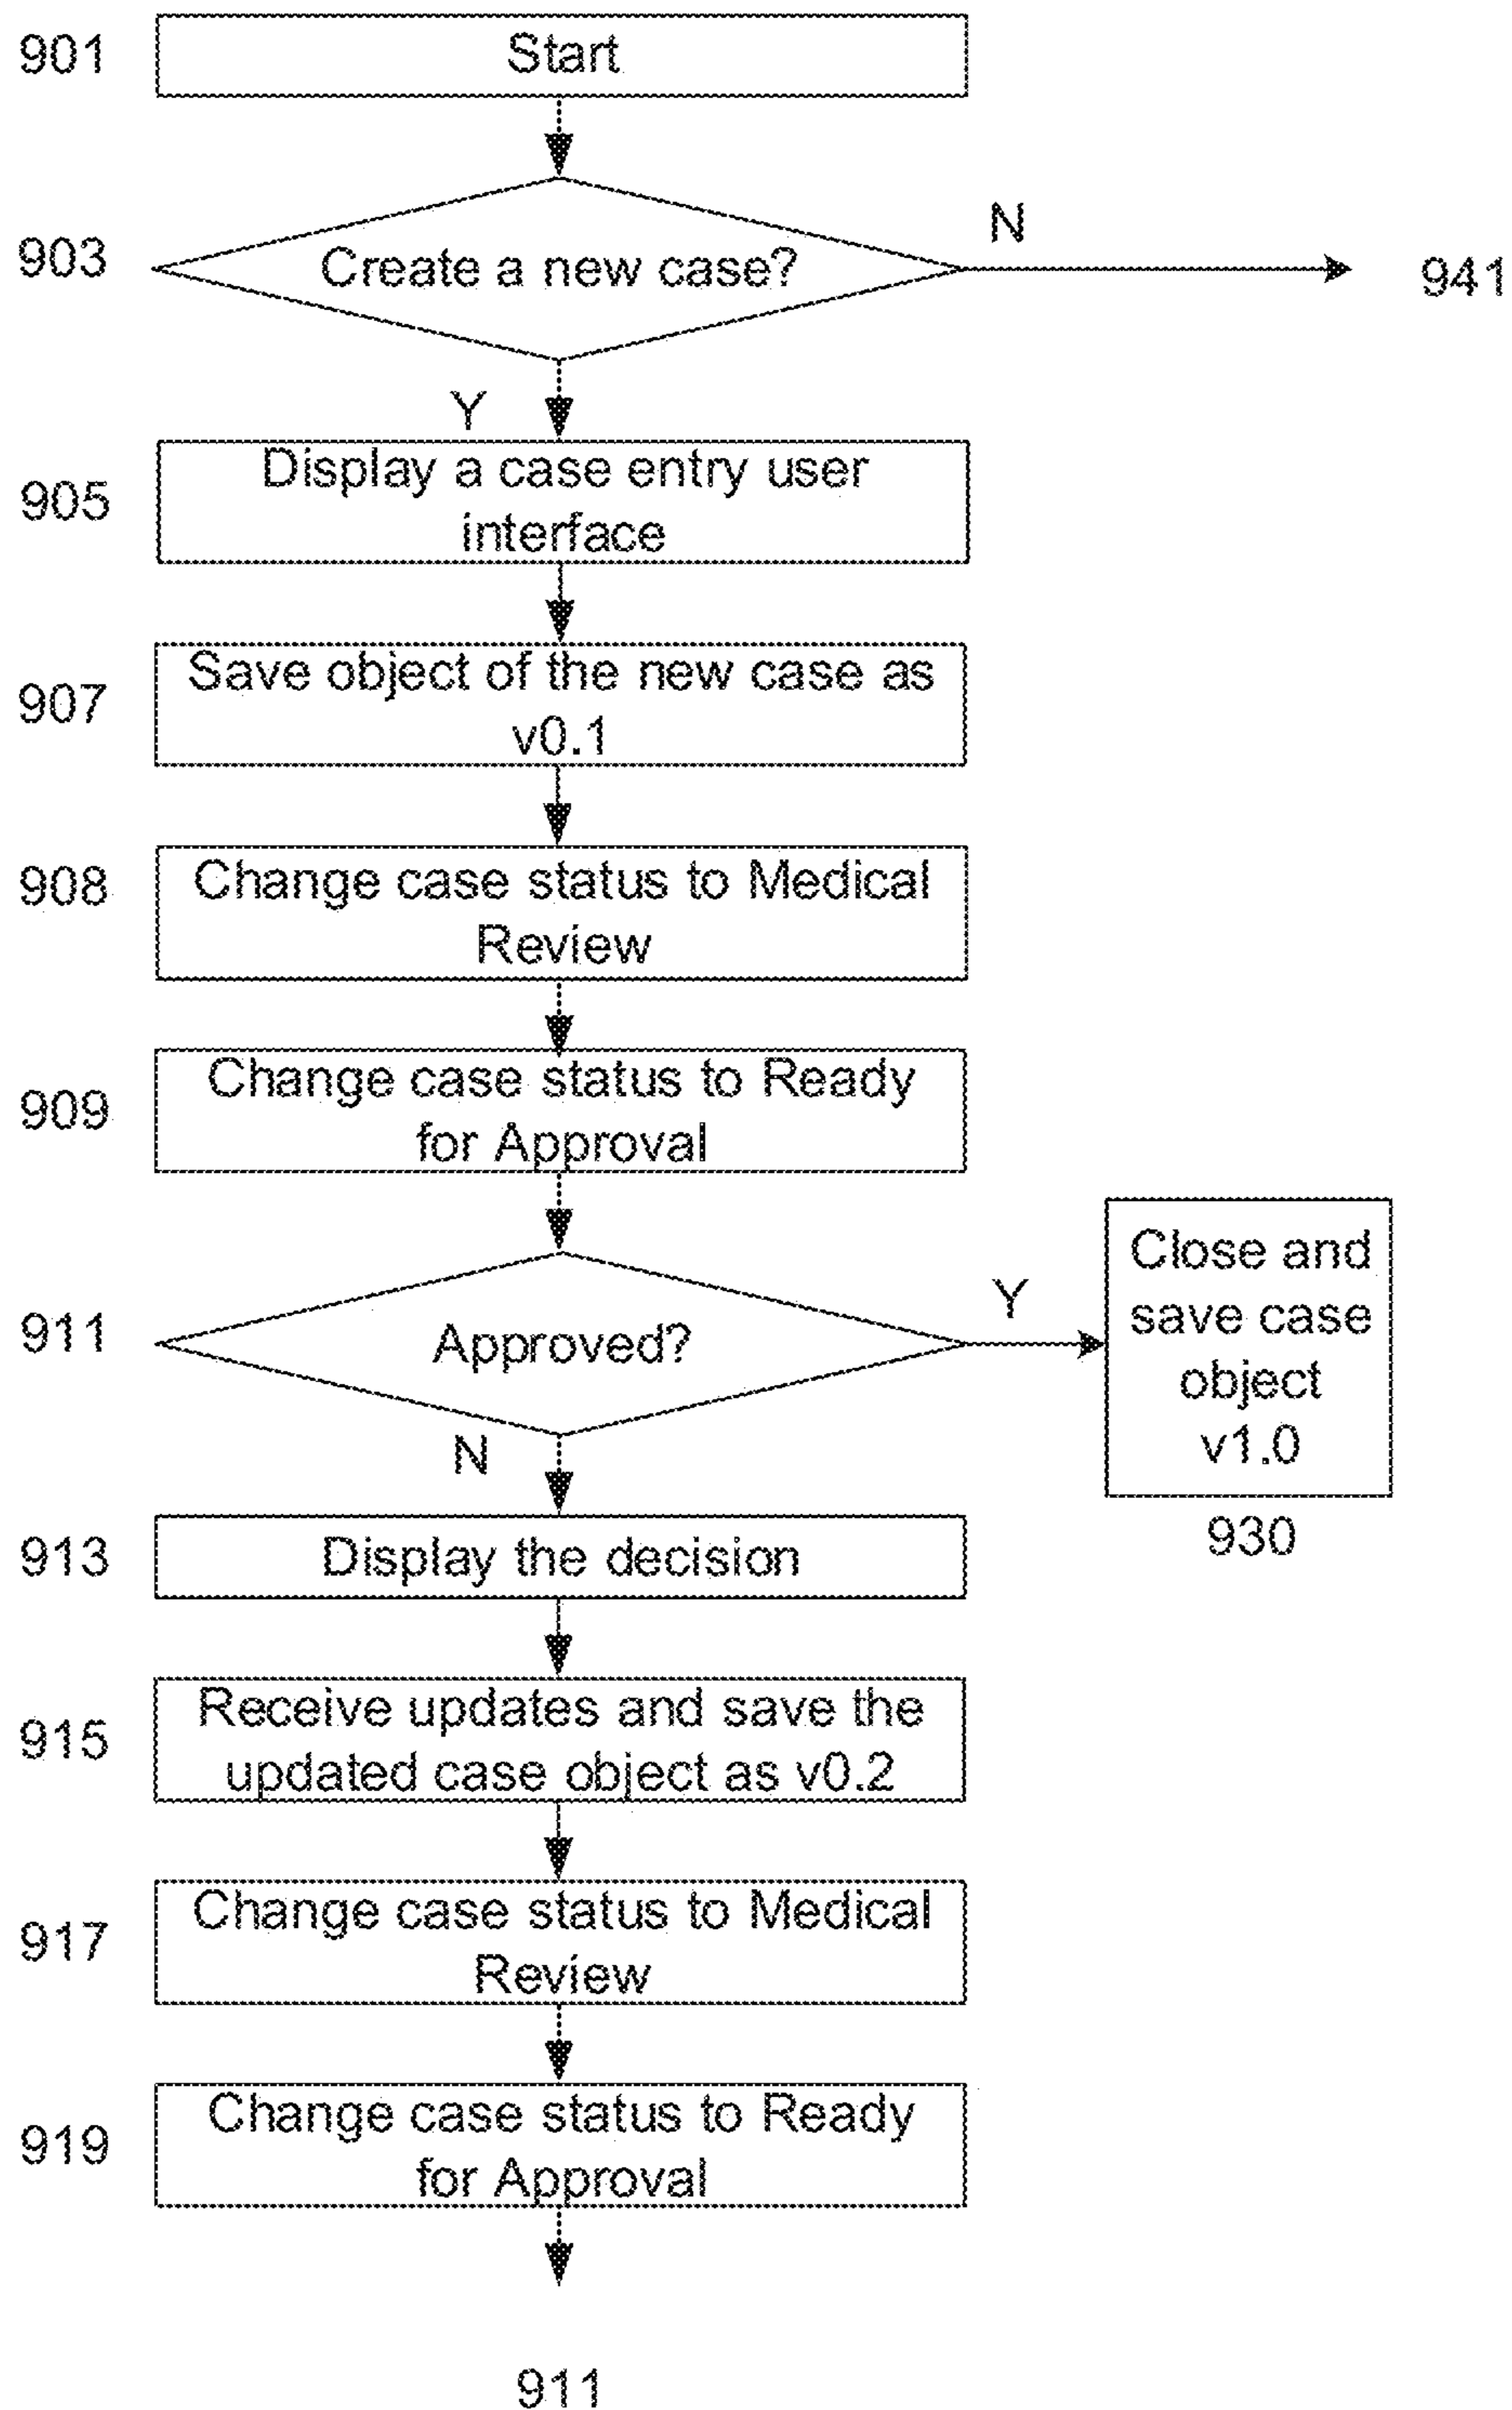 901
Start
903
Create a new case?
N
941
Y
905
Display a case entry user
interface
907
Save object of the new case as
v0.1
908
Change case status to Medical
Review
909
Change case status to Ready
for Approval
911
Approved?
Y
Close and
save case
object
v1.0
930
N
913
Display the decision
915
Receive updates and save the
updated case object as v0.2
917
Change case status to Medical
Review
919
Change case status to Ready
for Approval
911